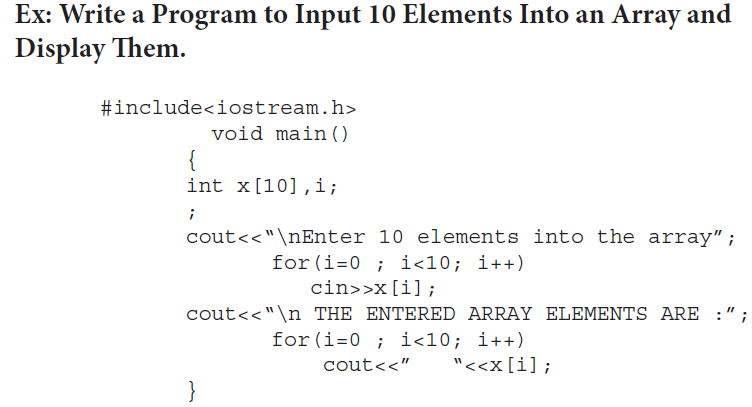 Ex: Write a Program to Input 10 Elements Into an Array and
Display Them.
#include<iostream.h>
void main()
{
int x[10],i;
;
cout<<“\nEnter 10 elements into the array”;
for(i=0 ; i<10; i++)
cin>>x[i];
cout<<“\n THE ENTERED ARRAY ELEMENTS ARE :”;
for(i=0 ; i<10; i++)
cout<<”   “<<x[i];
}